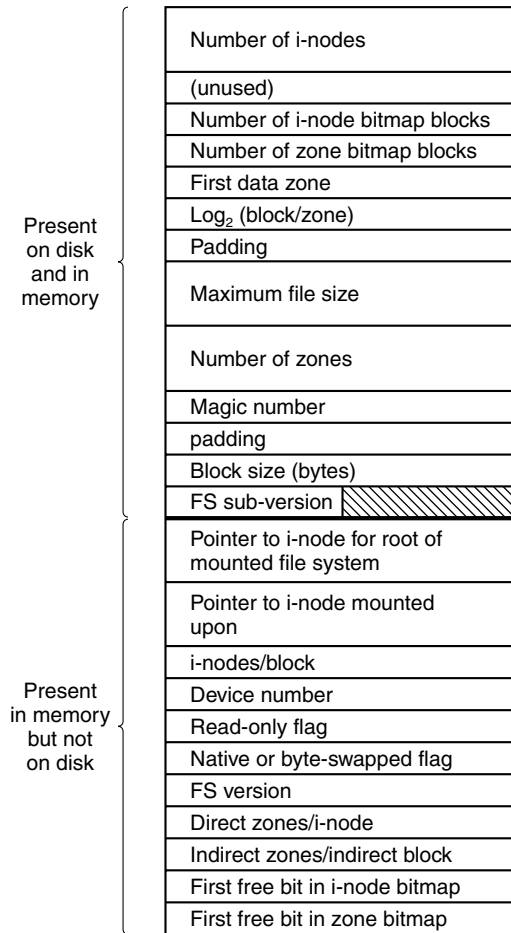 Number of i-nodes
(unused)
Number of i-node bitmap blocks
Number of zone bitmap blocks
First data zone
Log₂ (block/zone)
Padding
Maximum file size
Number of zones
Magic number
padding
Block size (bytes)
FS sub-version
Present
on disk
and in
memory
Pointer to i-node for root of
mounted file system
Pointer to i-node mounted
upon
i-nodes/block
Device number
Read-only flag
Native or byte-swapped flag
FS version
Direct zones/i-node
Indirect zones/indirect block
First free bit in i-node bitmap
First free bit in zone bitmap
Present
in memory
but not
on disk